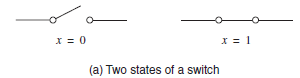 x = 0
x = 1
(a) Two states of a switch